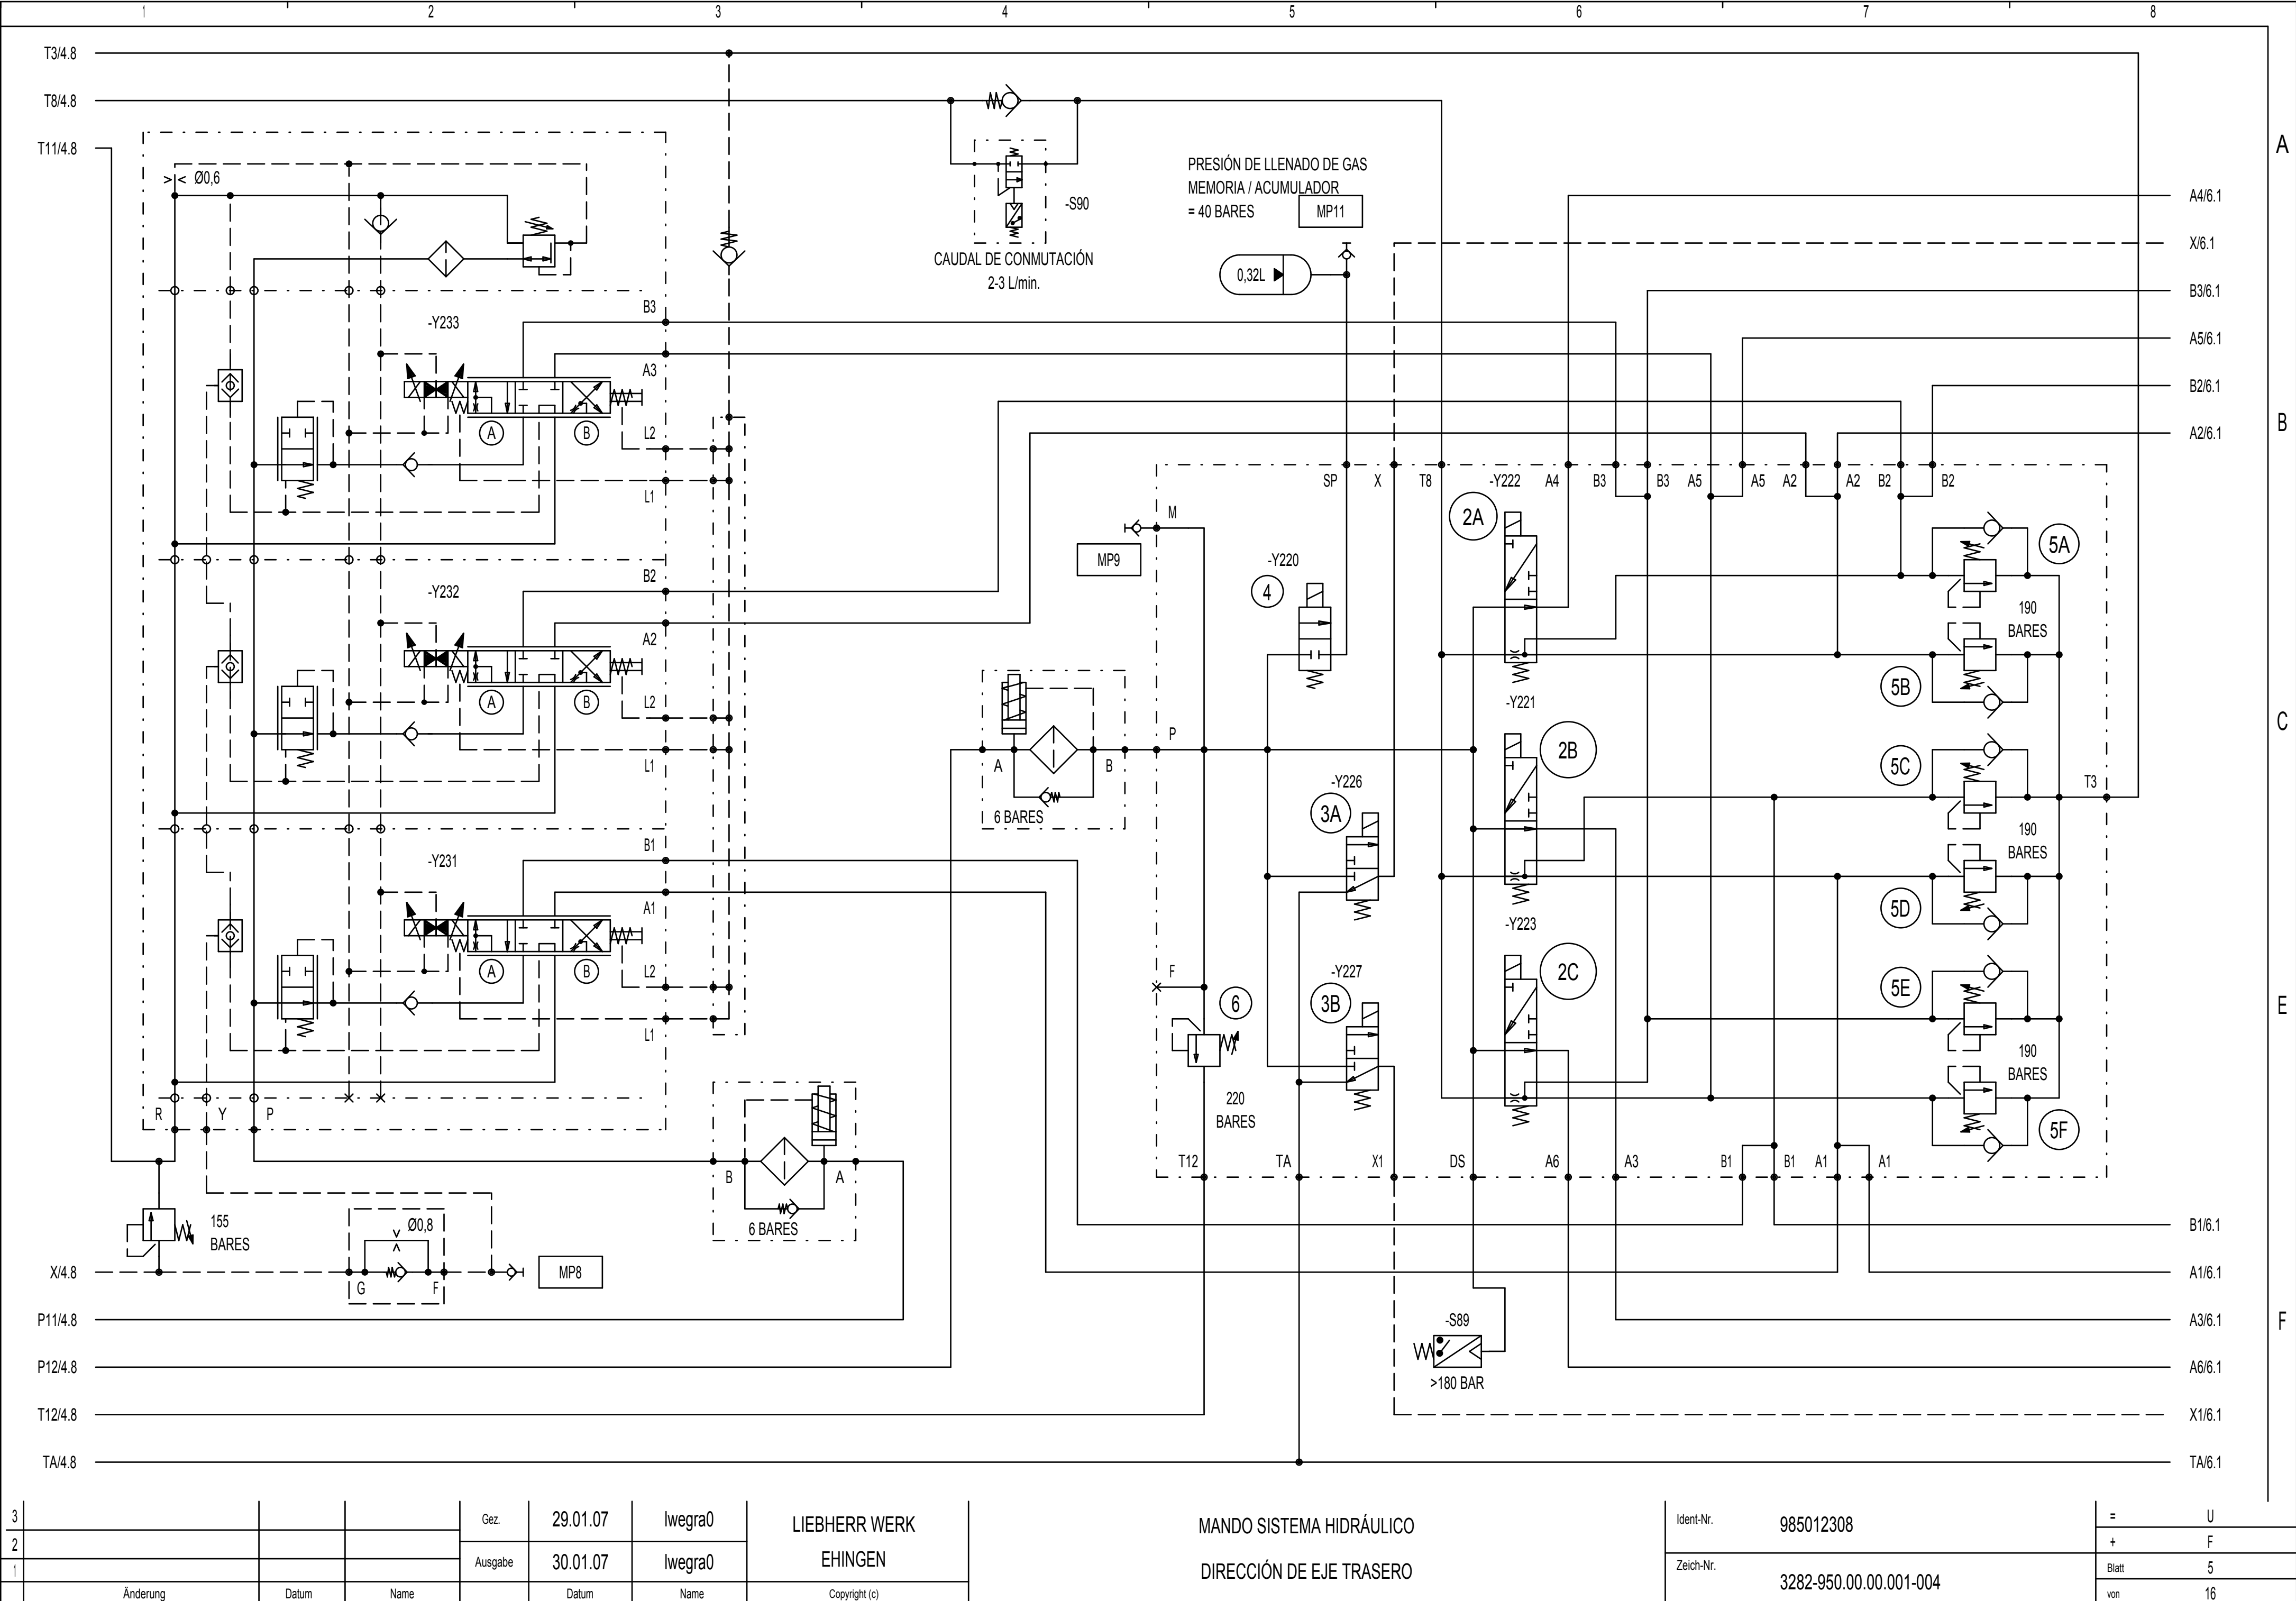 1 2 3 4 5 6 7 8
T3/4.8
T8/4.8
T11/4.8
A
Ø0,6
PRESIÓN DE LLENADO DE GAS
MEMORIA / ACUMULADOR
= 40 BARES
MP11
-S90
CAUDAL DE CONMUTACIÓN
2-3 L/min.
0,32L
A4/6.1
X/6.1
B3/6.1
A5/6.1
B2/6.1
A2/6.1
B
-Y233
B3
A3
A B
L2
L1
-Y232
B2
A2
A B
L2
L1
-Y231
B1
A1
A B
L2
L1
R Y P
SP X T8 -Y222 A4 B3 B3 A5 A5 A2 A2 B2 B2
M
MP9
2A
5A
-Y220
4
190
BARES
5B
-Y221
C
P
A B
6 BARES
2B
5C
T3
-Y226
3A
190
BARES
5D
-Y223
F
6
-Y227
3B
2C
5E
E
190
BARES
220
BARES
5F
T12 TA X1 DS A6 A3 B1 B1 A1 A1
B A
6 BARES
155
BARES
Ø0,8
G F
MP8
X/4.8
P11/4.8
P12/4.8
T12/4.8
TA/4.8
-S89
>180 BAR
B1/6.1
A1/6.1
A3/6.1
F
A6/6.1
X1/6.1
TA/6.1
3
2
1
Änderung Datum Name
Gez. 29.01.07 lwegra0
Ausgabe 30.01.07 lwegra0
Datum Name
LIEBHERR WERK
EHINGEN
Copyright (c)
MANDO SISTEMA HIDRÁULICO
DIRECCIÓN DE EJE TRASERO
Ident-Nr. 985012308
Zeich-Nr. 3282-950.00.00.001-004
= U
+ F
Blatt 5
von 16